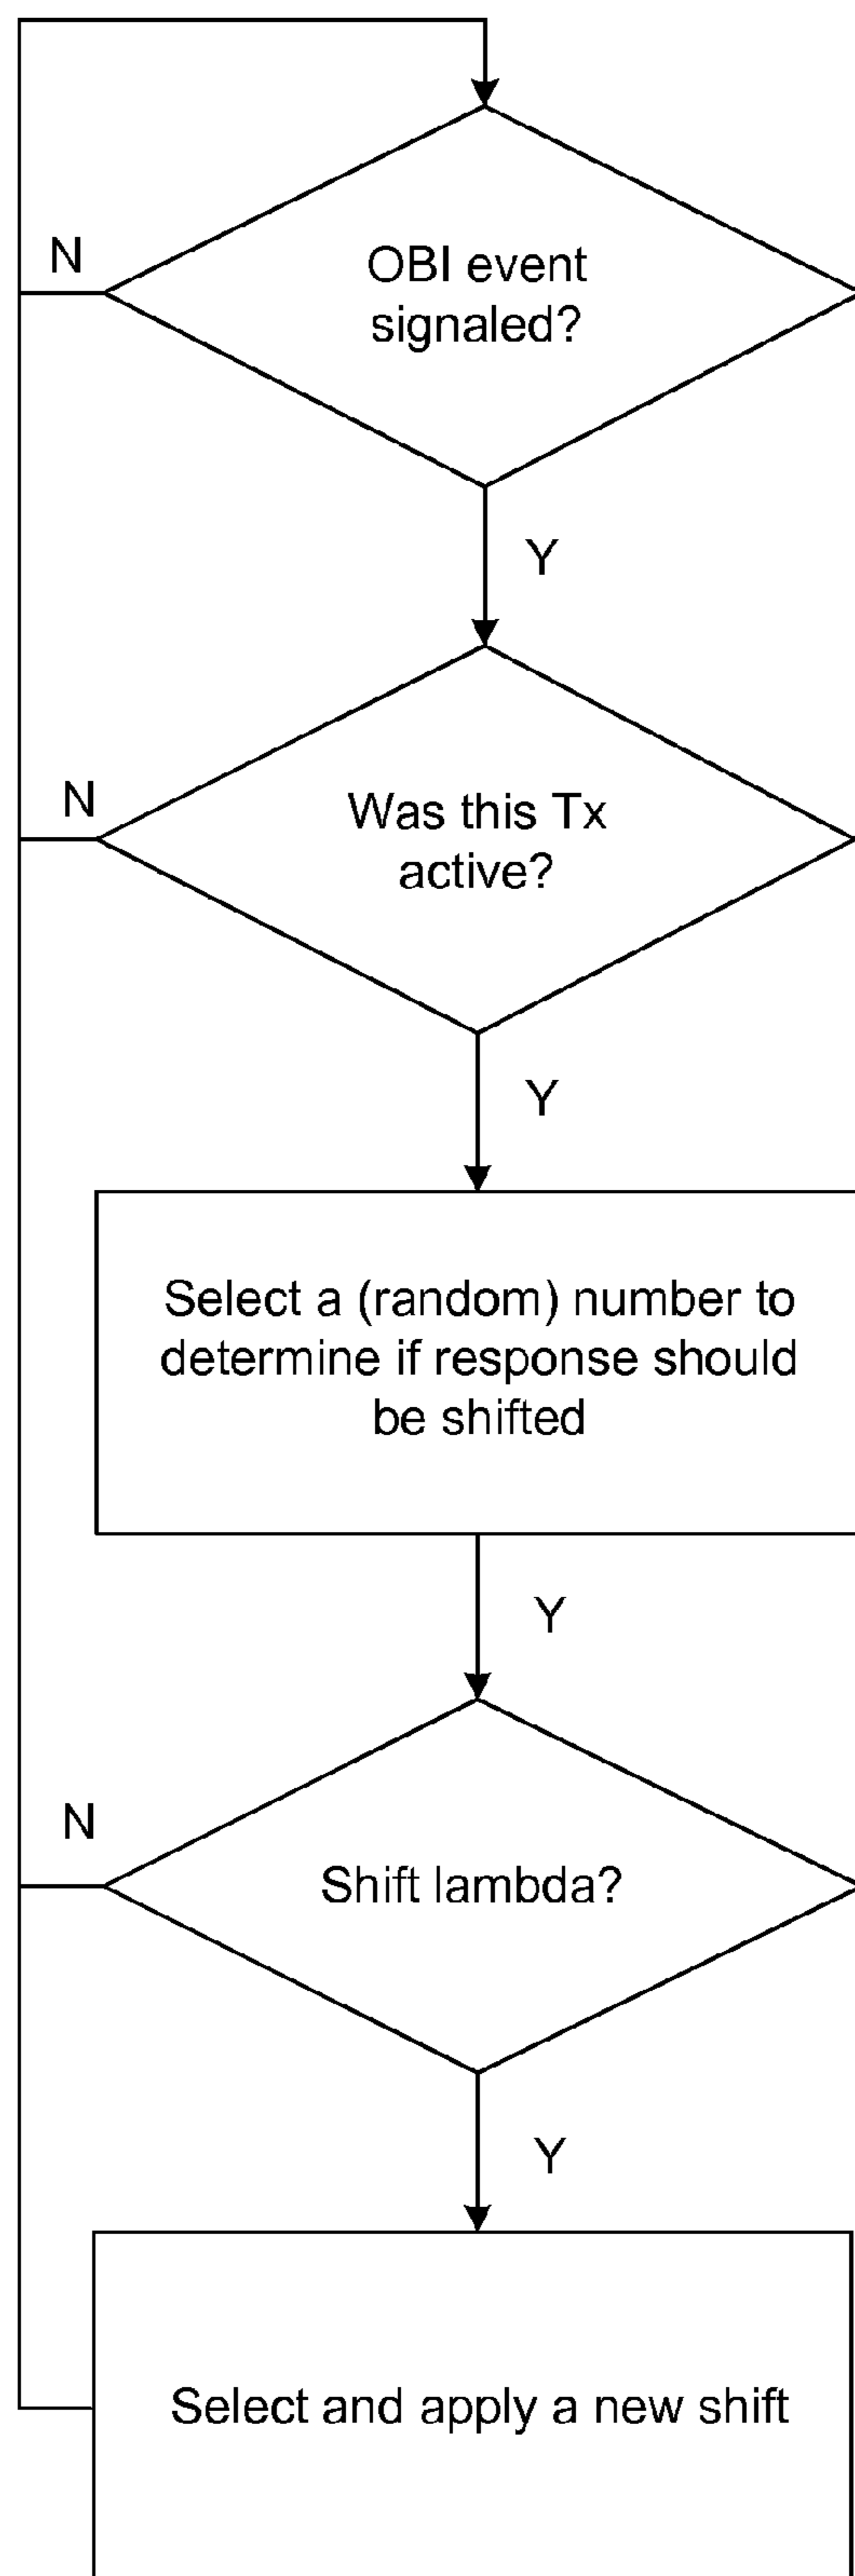 N
OBI event
signaled?
Y
N
Was this Tx
active?
Y
Select a (random) number to
determine if response should
be shifted
Y
N
Shift lambda?
Y
Select and apply a new shift